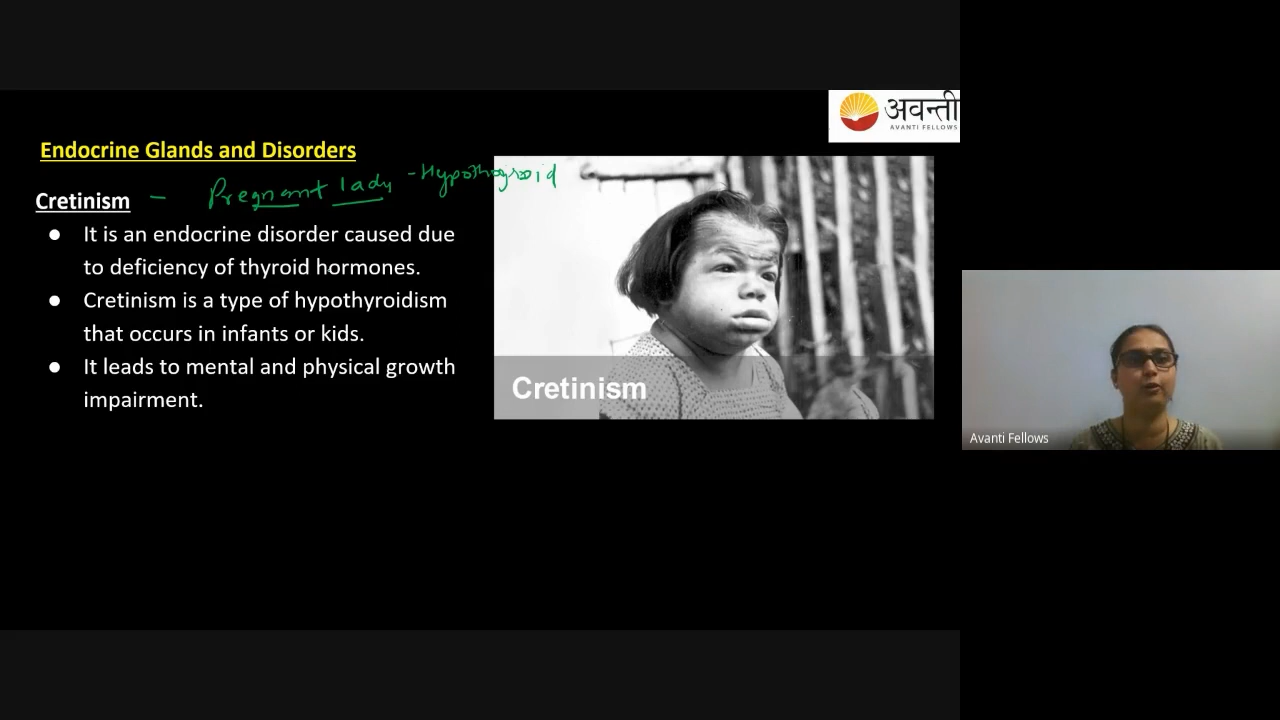 अवन्ती
AVANTI FELLOWS
Endocrine Glands and Disorders
Cretinism - Pregnant lady - Hypothyroid
● It is an endocrine disorder caused due
to deficiency of thyroid hormones.
● Cretinism is a type of hypothyroidism
that occurs in infants or kids.
● It leads to mental and physical growth
impairment.
Cretinism
Avanti Fellows